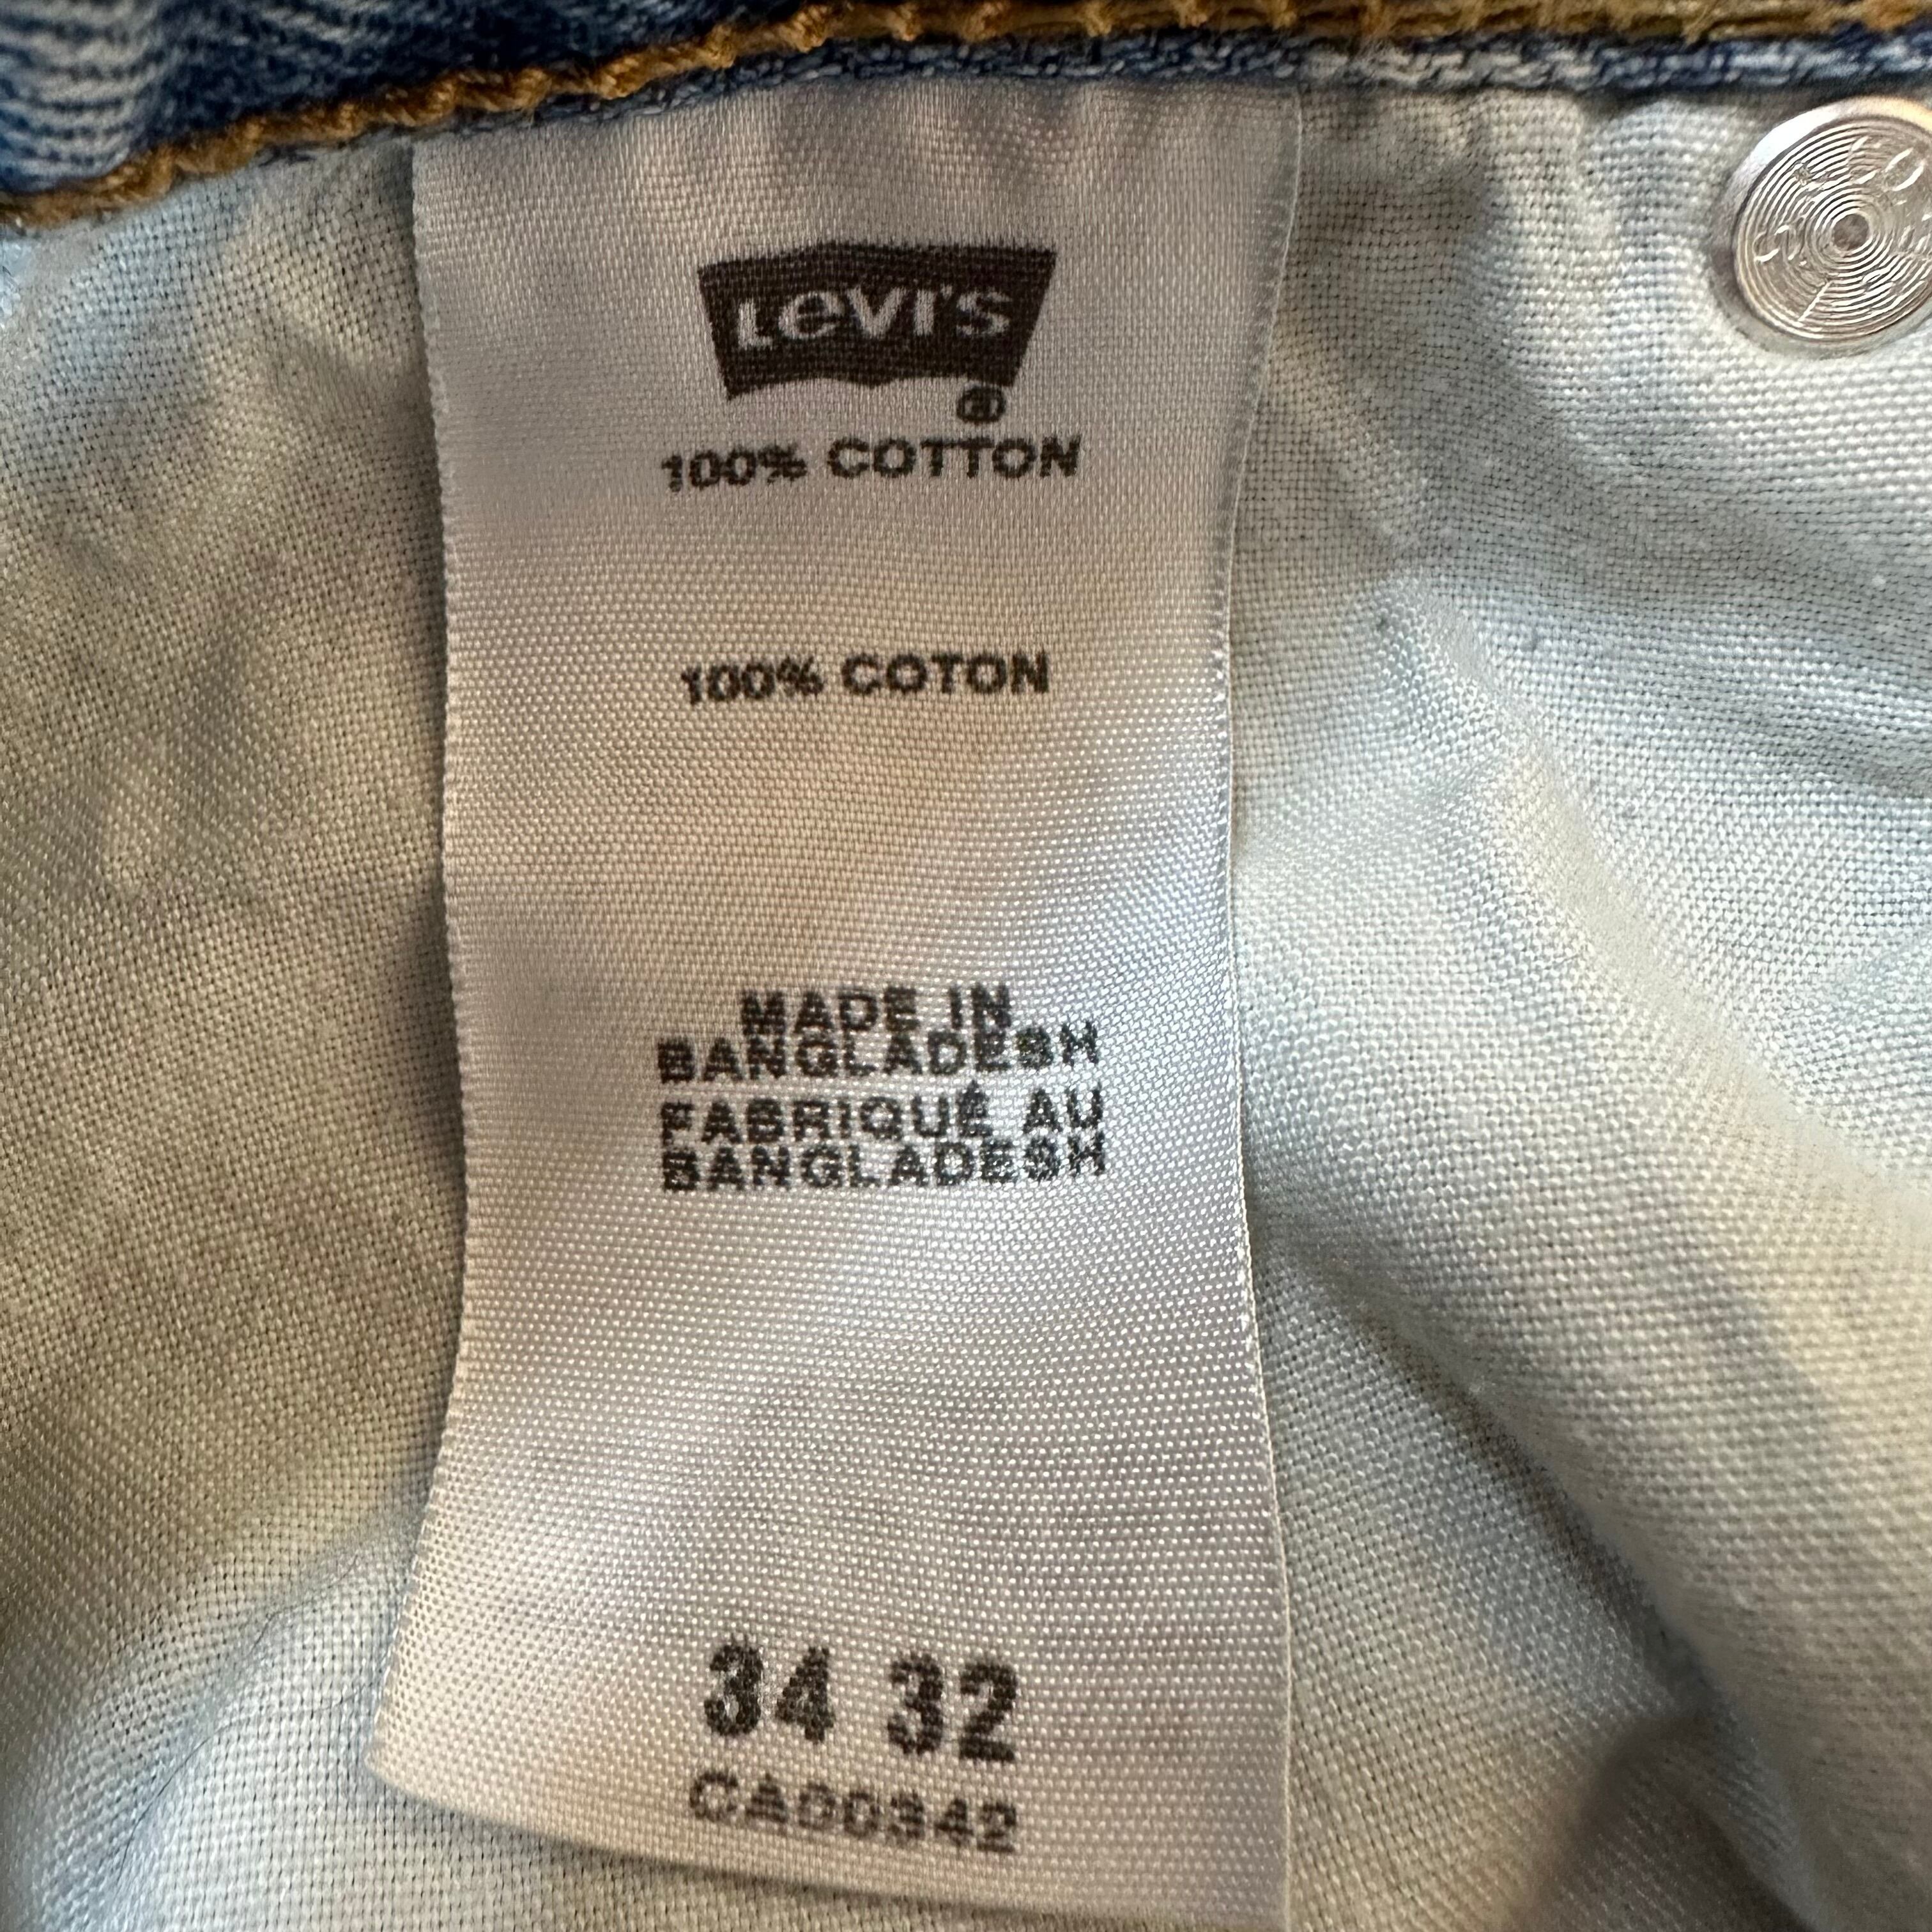 LEVI'S
®
100% COTTON
100% COTON
MADE IN
BANGLADESH
FABRIQUÉ AU
BANGLADESH
34 32
CA00342